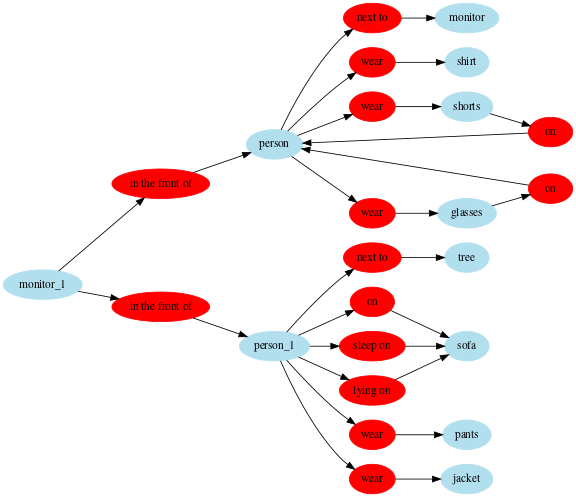 next to
monitor
wear
shirt
wear
shorts
on
person
in the front of
on
wear
glasses
monitor_1
next to
tree
in the front of
on
person_1
sleep on
sofa
lying on
wear
pants
wear
jacket